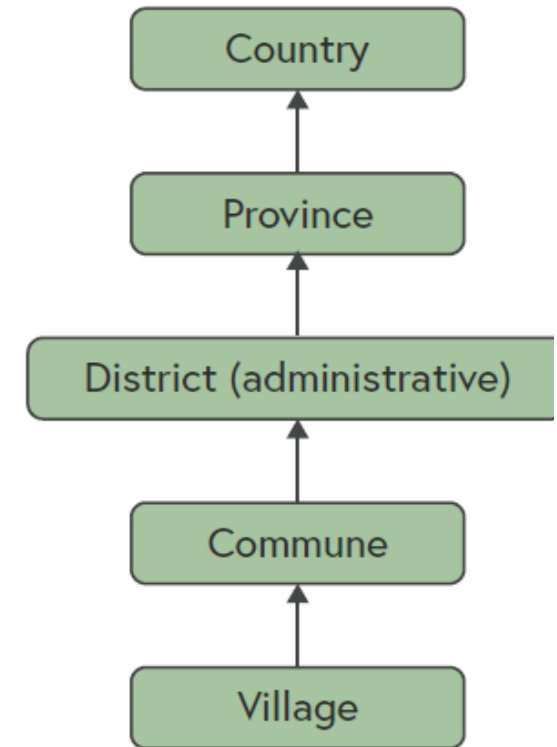 Country
Province
District (administrative)
Commune
Village